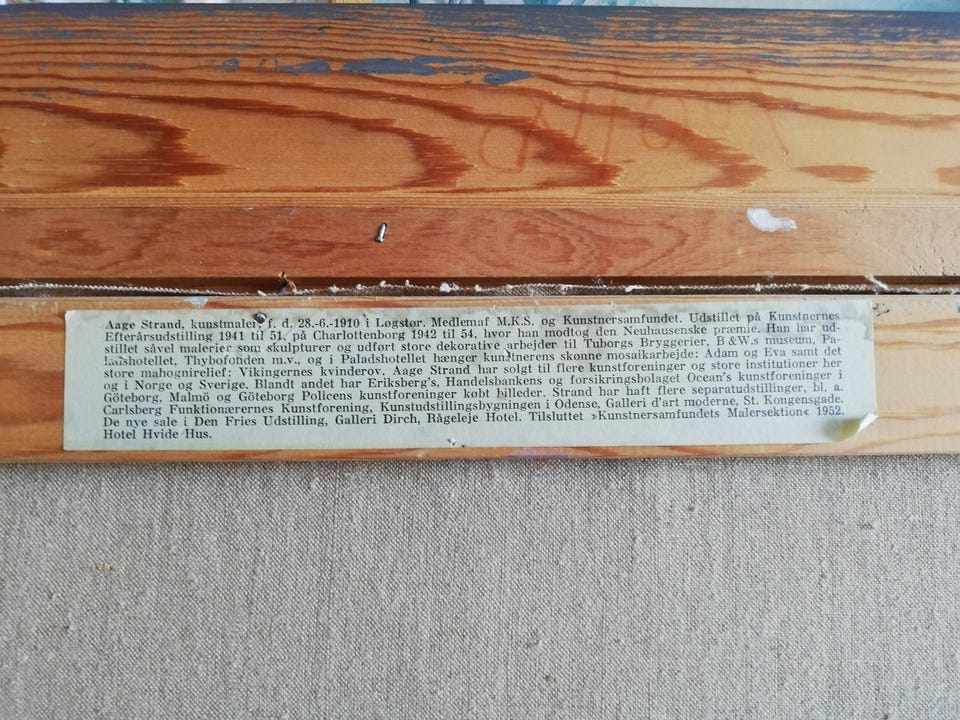 Aage Strand, kunstmaler, f. d. 28.-6.-1910 i Løgstør. Medlemaf M.K.S. og Kunstnersamfundet. Udstillet på Kunstnernes
Efterårsudstilling 1941 til 51, på Charlottenborg 1942 til 54, hvor han modtog den Neuhausenske præmie. Han har ud-
stillet såvel malerier som skulpturer og udført store dekorative arbejder til Tuborgs Bryggerier, B & W.s museum, Pa-
ladshotellet, Thybofonden m.v., og i Paladshotellet hænger kunstnerens skønne mosaikarbejde: Adam og Eva samt det
store mahognirelief: Vikingernes kvinderov. Aage Strand har solgt til flere kunstforeninger og store institutioner her
og i Norge og Sverige. Blandt andet har Eriksberg's, Handelsbankens og forsikringsbolaget Ocean's kunstforeninger i
Göteborg, Malmö og Göteborg Policens kunstforeninger købt billeder. Strand har haft flere separatudstillinger, bl. a.
Carlsberg Funktionærernes Kunstforening, Kunstudstillingsbygningen i Odense, Galleri d'art moderne, St. Kongensgade.
De nye sale i Den Fries Udstilling, Galleri Dirch, Rågeleje Hotel. Tilsluttet »Kunstnersamfundets Malersektion« 1952.
Hotel Hvide Hus.